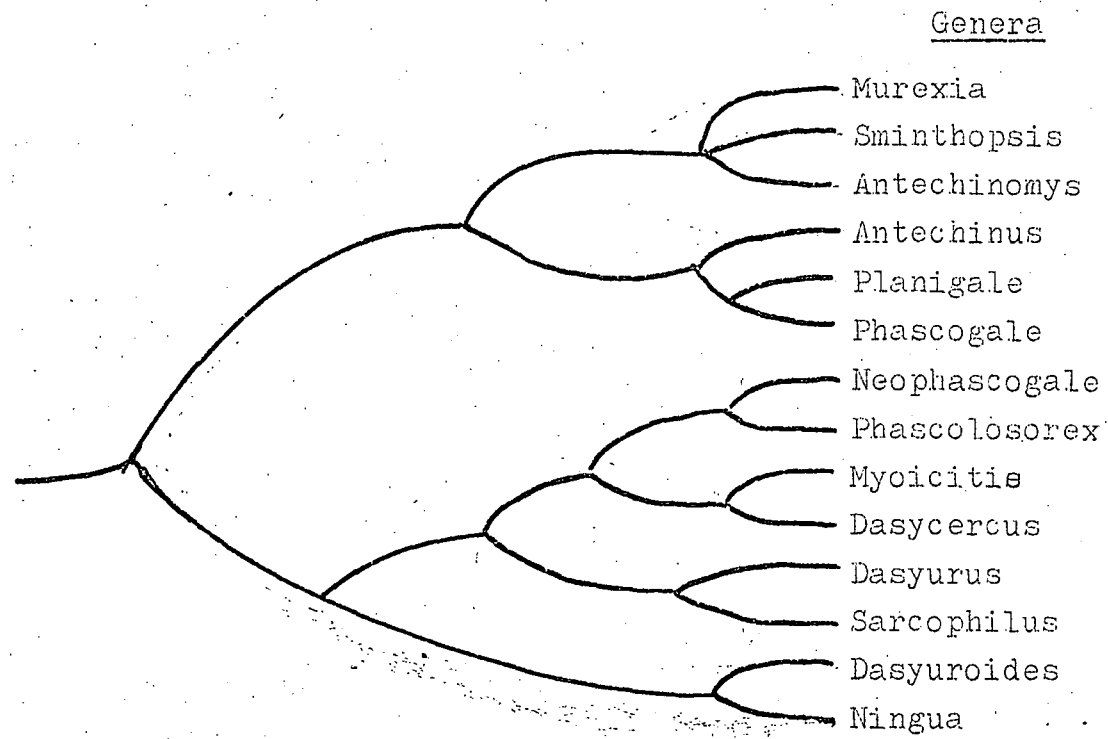 Genera
Murexia
Sminthopsis
Antechinomys
Antechinus
Planigale
Phascogale
Neophascogale
Phascolosorex
Myoicitis
Dasycercus
Dasyurus
Sarcophilus
Dasyuroides
Ningua